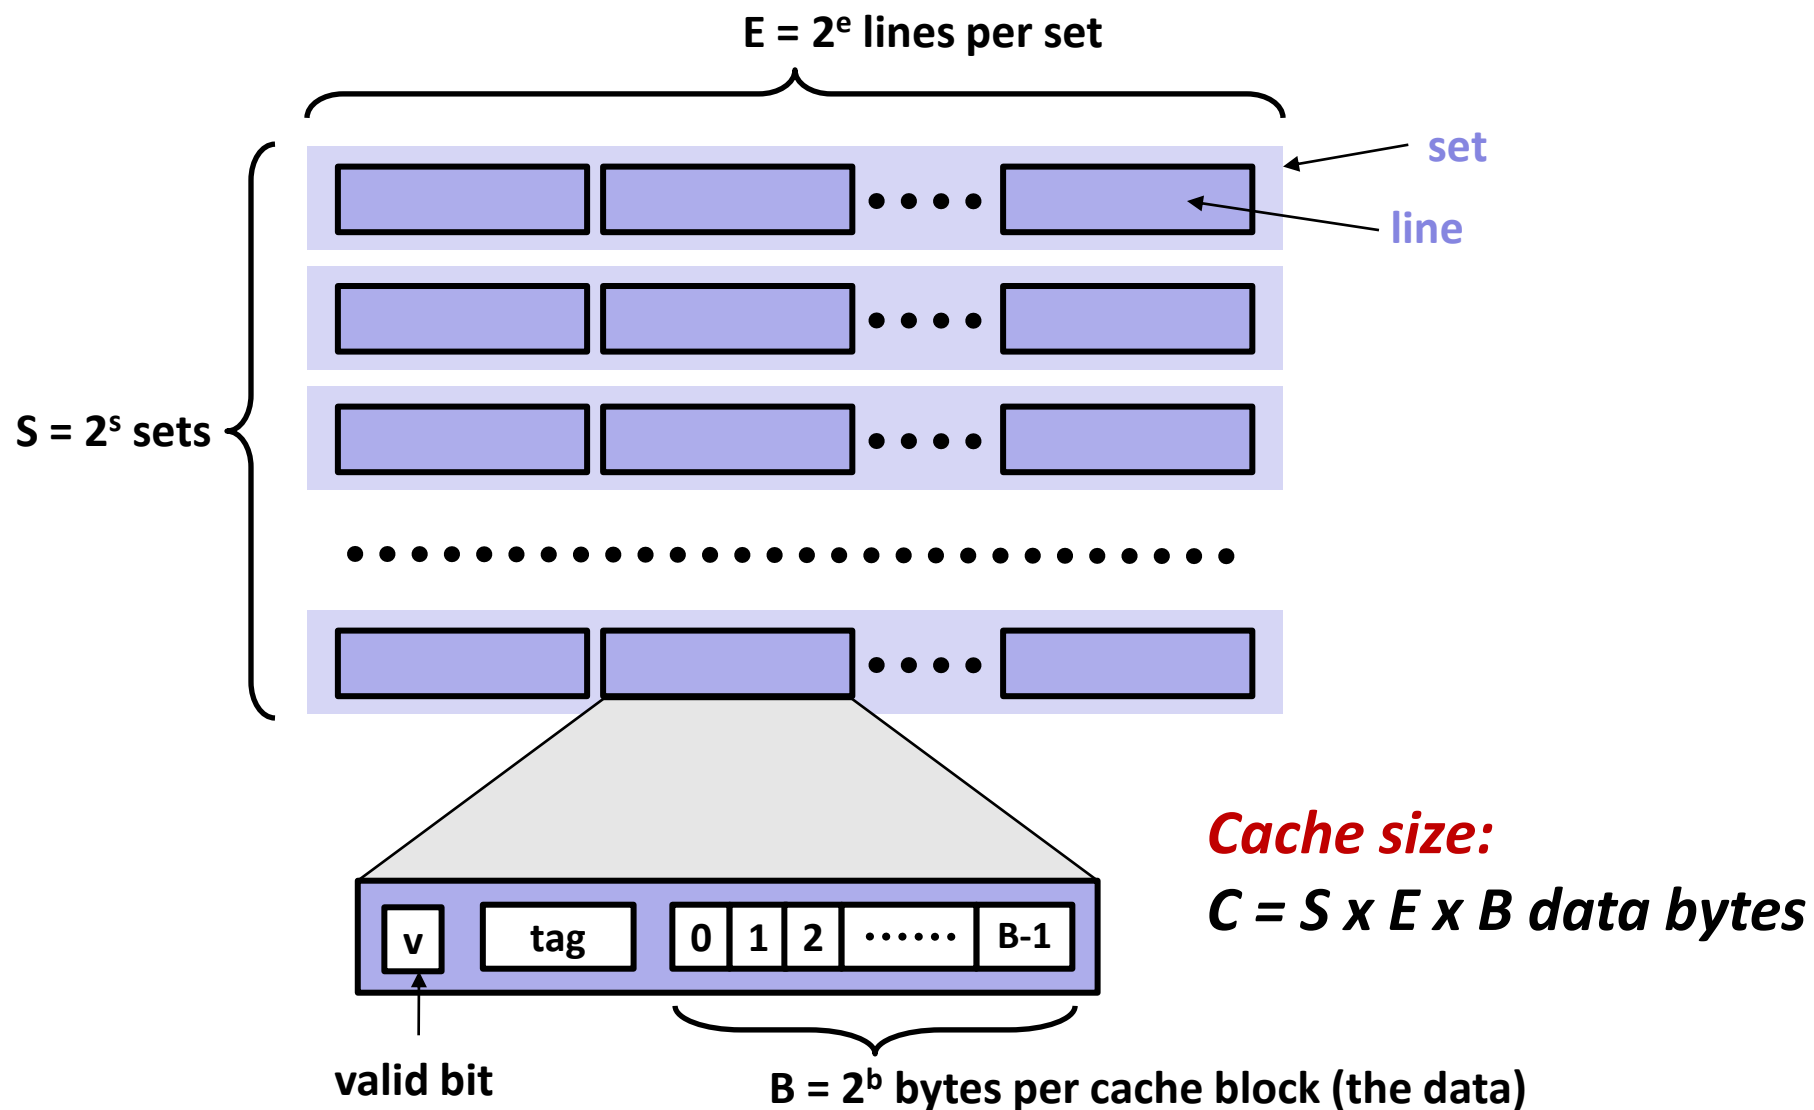 E = 2ᵉ lines per set
set
line
S = 2ˢ sets
Cache size:
C = S x E x B data bytes
v
tag
0 1 2 ······ B-1
valid bit
B = 2ᵇ bytes per cache block (the data)